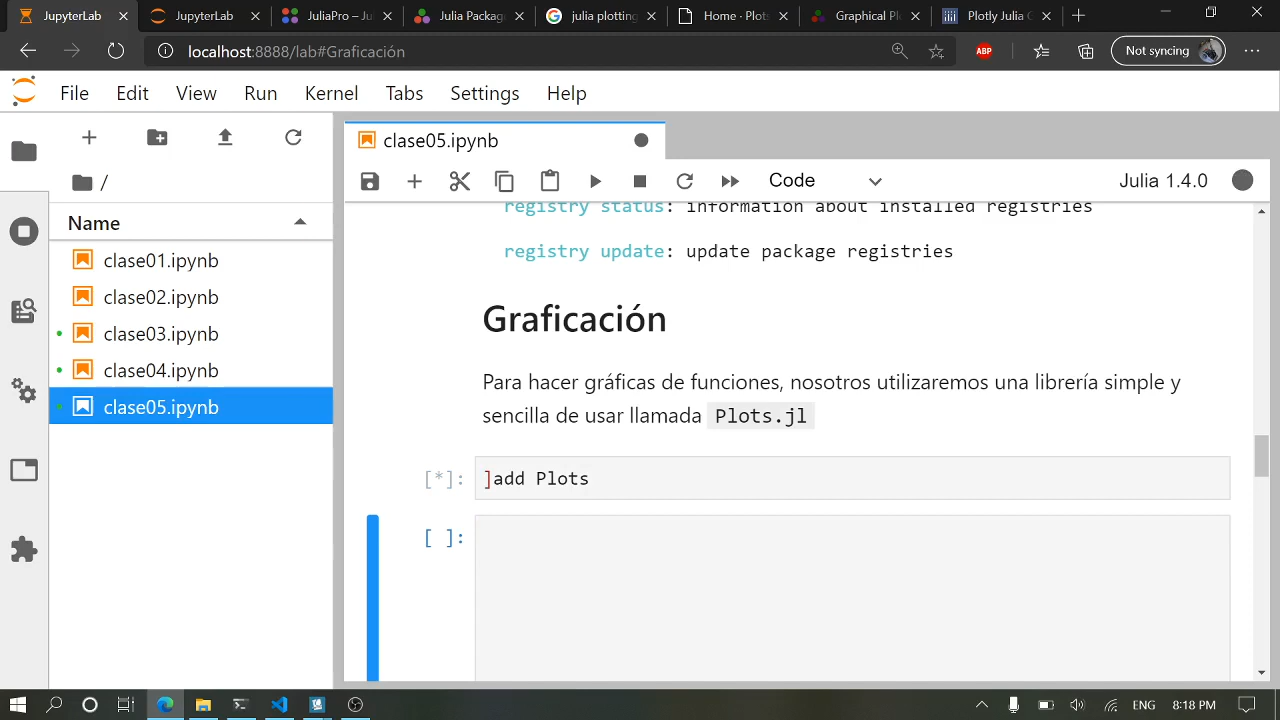 JupyterLab
JupyterLab
JuliaPro – Ju
Julia Packag
julia plotting
Home · Plots
Graphical Pl
Plotly Julia G
localhost:8888/lab#Graficación
ABP
Not syncing
File Edit View Run Kernel Tabs Settings Help
clase05.ipynb
/
Code
Julia 1.4.0
Name
clase01.ipynb
clase02.ipynb
clase03.ipynb
clase04.ipynb
clase05.ipynb
registry status: information about installed registries
registry update: update package registries
Graficación
Para hacer gráficas de funciones, nosotros utilizaremos una librería simple y
sencilla de usar llamada Plots.jl
[*]: ]add Plots
[ ]:
ENG 8:18 PM